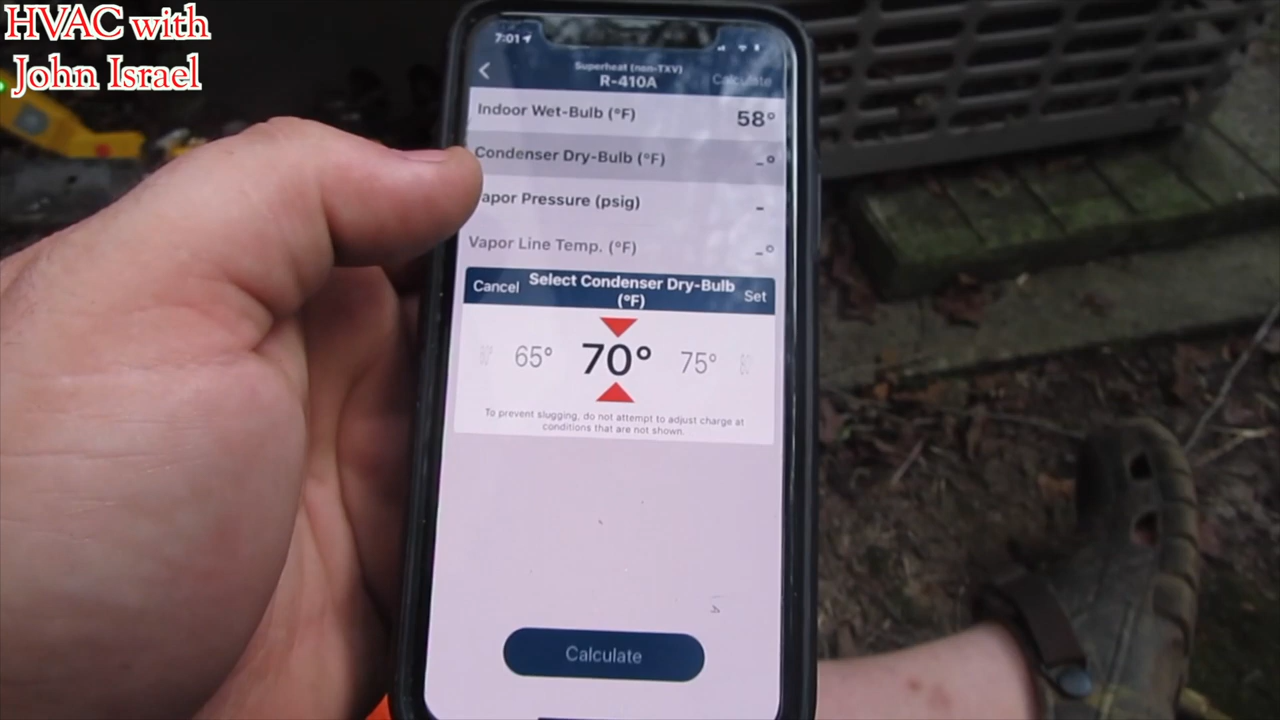 HVAC with
John Israel
7:01
Superheat (non-TXV)
R-410A
Calculate
Indoor Wet-Bulb (°F) 58°
Condenser Dry-Bulb (°F) _°
apor Pressure (psig) -
Vapor Line Temp. (°F) _°
Cancel Select Condenser Dry-Bulb (°F) Set
65° 70° 75°
To prevent slugging, do not attempt to adjust charge at
conditions that are not shown.
Calculate